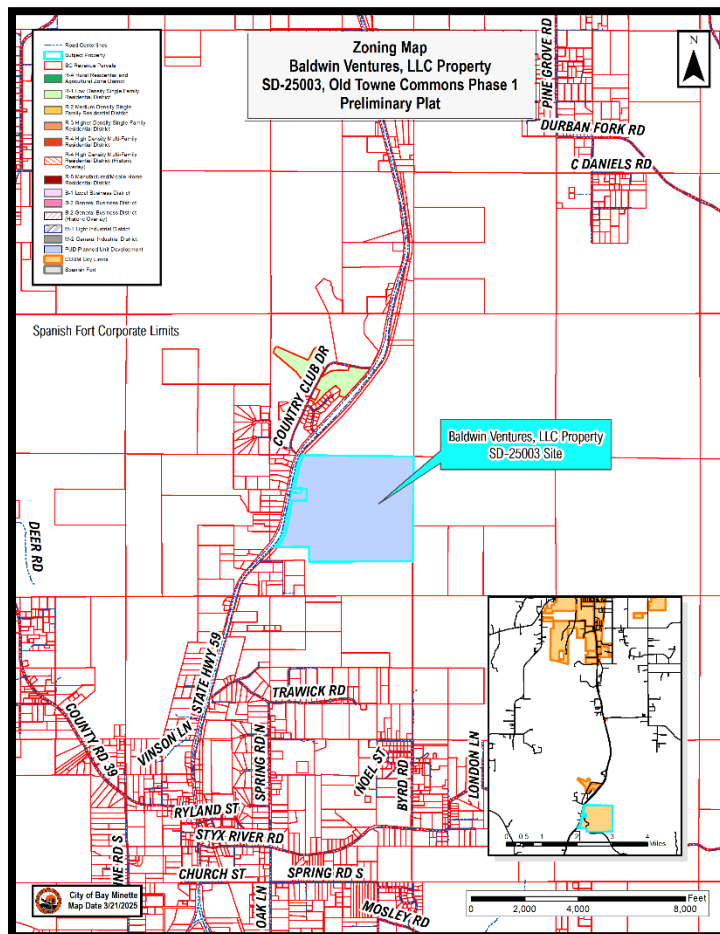 Zoning Map
Baldwin Ventures, LLC Property
SD-25003, Old Towne Commons Phase 1
Preliminary Plat
N
Road Centerlines
Subject Property
BC Revenue Parcels
R-A Rural Residential and
Agricultural Zone District
R-1 Low Density Single Family
Residential District
R-2 Medium Density Single
Family Residential District
R-3 Higher Density Single Family
Residential District
R-4 High Density Multi-Family
Residential District
R-4 High Density Multi-Family
Residential District (Historic
Overlay)
R-5 Manufactured/Mobile Home
Residential District
B-1 Local Business District
B-2 General Business District
B-2 General Business District
(Historic Overlay)
M-1 Light Industrial District
M-2 General Industrial District
PUD Planned Unit Development
COBM City Limits
Spanish Fort
PINE GROVE RD
DURBAN FORK RD
C DANIELS RD
Spanish Fort Corporate Limits
COUNTRY CLUB DR
Baldwin Ventures, LLC Property
SD-25003 Site
DEER RD
STATE HWY 59
TRAWICK RD
COUNTY RD 39
VINSON LN
SPRING RD N
NOEL ST
BYRD RD
LONDON LN
RYLAND ST
STYX RIVER RD
NE RD S
CHURCH ST
SPRING RD S
OAK LN
MOSLEY RD
0 0.5 1 2 3 4
Miles
City of Bay Minette
Map Date 3/21/2025
Feet
0 2,000 4,000 8,000